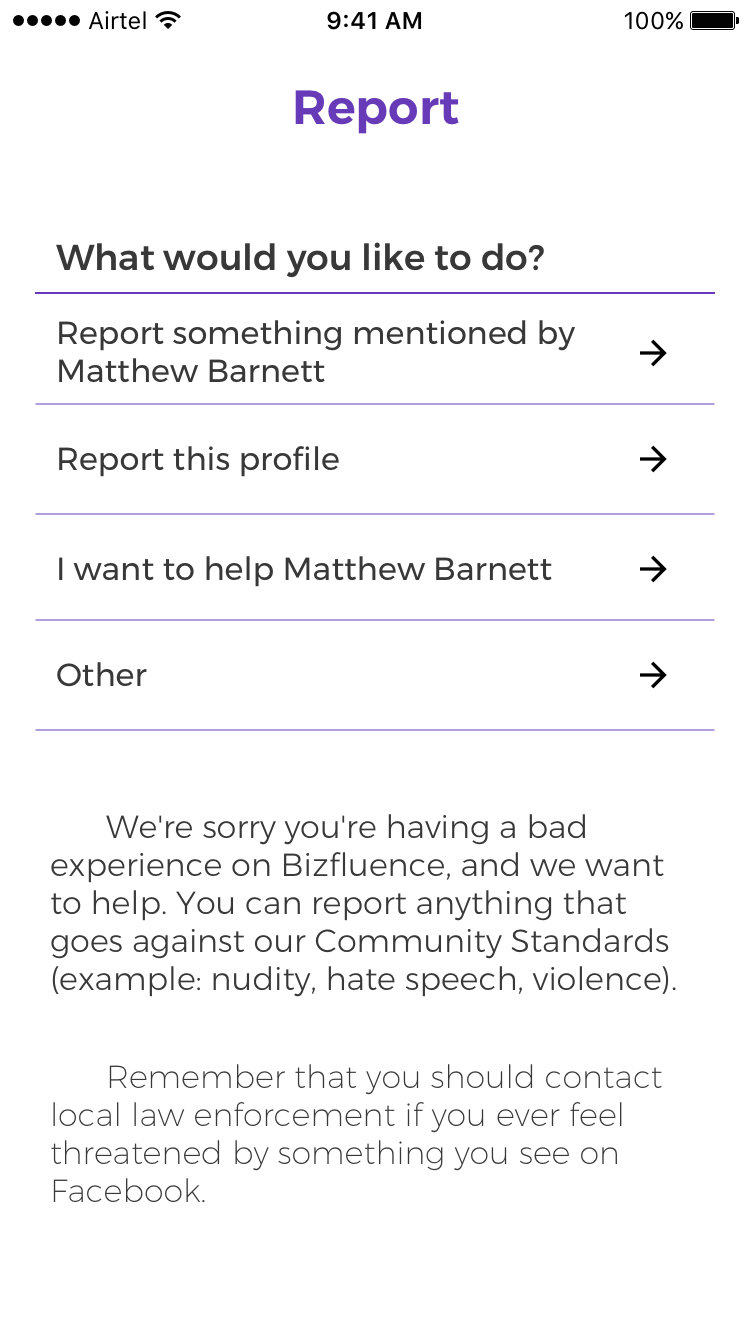 Airtel 9:41 AM 100%
Report
What would you like to do?
Report something mentioned by
Matthew Barnett
Report this profile
I want to help Matthew Barnett
Other
We're sorry you're having a bad
experience on Bizfluence, and we want
to help. You can report anything that
goes against our Community Standards
(example: nudity, hate speech, violence).
Remember that you should contact
local law enforcement if you ever feel
threatened by something you see on
Facebook.